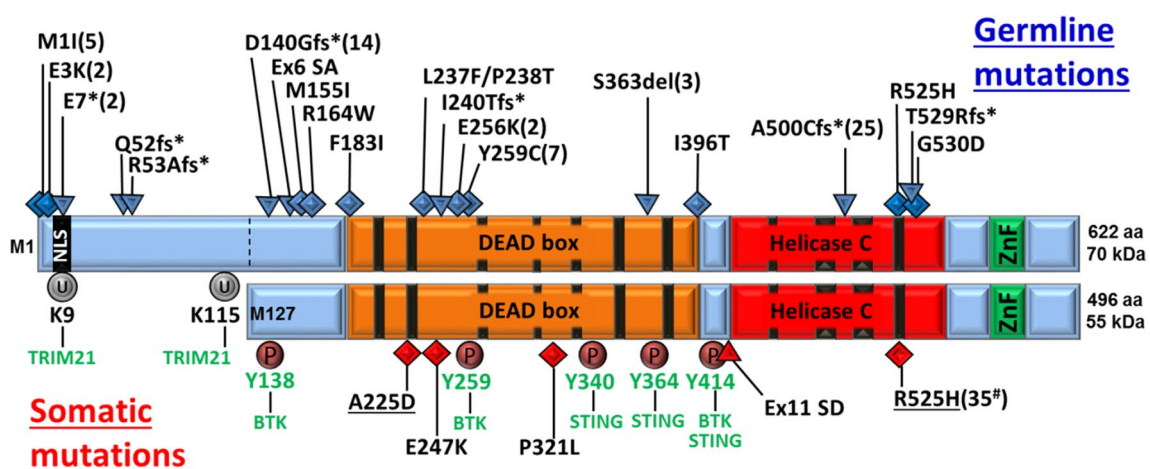 Germline
mutations
M1I(5)
E3K(2)
E7*(2)
Q52fs*
R53Afs*
D140Gfs*(14)
Ex6 SA
M155I
R164W
F183I
L237F/P238T
I240Tfs*
E256K(2)
Y259C(7)
S363del(3)
I396T
A500Cfs*(25)
R525H
T529Rfs*
G530D
M1
NLS
DEAD box
Helicase C
ZnF
622 aa
70 kDa
U
K9
TRIM21
U
K115
TRIM21
M127
DEAD box
Helicase C
ZnF
496 aa
55 kDa
P
Y138
BTK
A225D
E247K
P
Y259
BTK
P321L
P
Y340
STING
P
Y364
STING
P
Y414
BTK
STING
Ex11 SD
R525H(35#)
Somatic
mutations